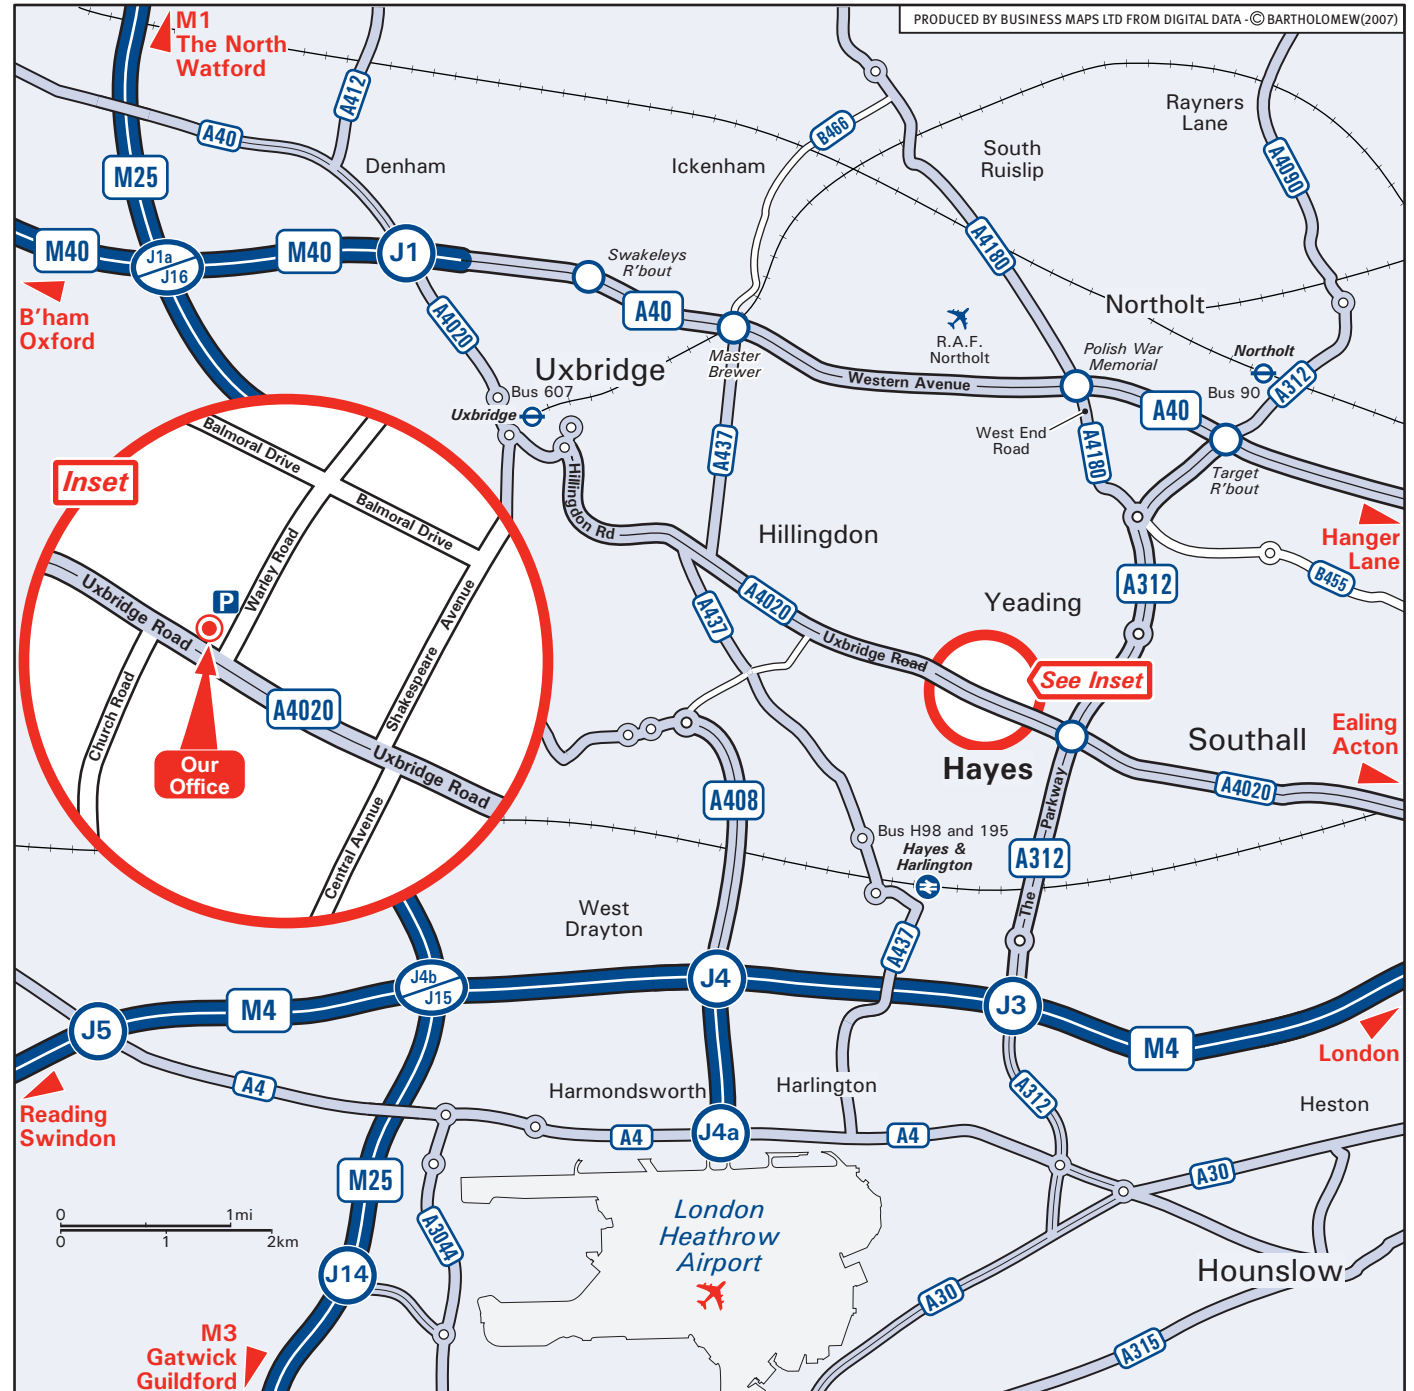 PRODUCED BY BUSINESS MAPS LTD FROM DIGITAL DATA - © BARTHOLOMEW(2007)
M1
The North
Watford
A412
A40
M25
Denham
Ickenham
B466
South
Ruislip
Rayners
Lane
A4090
M40
J1a
J16
M40
J1
Swakeleys
R'bout
A4180
B'ham
Oxford
A4020
A40
Master
Brewer
R.A.F.
Northolt
Northolt
Polish War
Memorial
Northolt
Bus 90
A312
Uxbridge
Bus 607
Uxbridge
Western Avenue
A40
West End
Road
A4180
Target
R'bout
A437
Hillingdon Rd
Hillingdon
Hanger
Lane
B455
A312
Yeading
A4020
A437
Uxbridge Road
See Inset
Hayes
Southall
Ealing
Acton
A4020
Inset
Balmoral Drive
Balmoral Drive
Warley Road
P
Uxbridge Road
Church Road
Our
Office
A4020
Shakespeare Avenue
Uxbridge Road
Central Avenue
A408
The Parkway
A312
Bus H98 and 195
Hayes &
Harlington
A437
West
Drayton
J4b
J15
J4
J3
J5
M4
M4
London
Reading
Swindon
A4
Harmondsworth
Harlington
A312
Heston
A4
J4a
A4
A30
M25
A3044
London
Heathrow
Airport
0 1mi
0 1 2km
J14
Hounslow
A30
A315
M3
Gatwick
Guildford